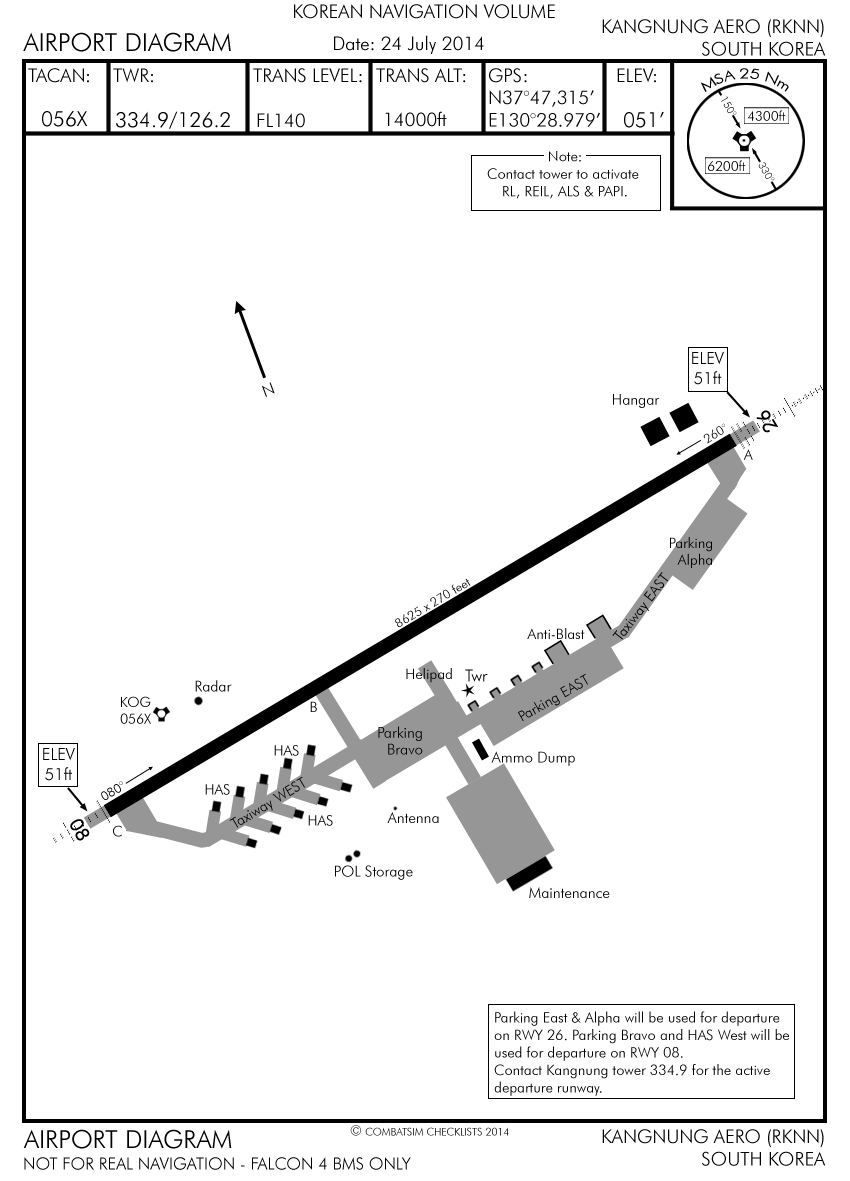 KOREAN NAVIGATION VOLUME
AIRPORT DIAGRAM
Date: 24 July 2014
KANGNUNG AERO (RKNN)
SOUTH KOREA
TACAN:
056X
TWR:
334.9/126.2
TRANS LEVEL:
FL140
TRANS ALT:
14000ft
GPS:
N37°47,315’
E130°28.979’
ELEV:
051’
MSA 25 Nm
150°
4300ft
6200ft
330°
Note:
Contact tower to activate
RL, REIL, ALS & PAPI.
N
ELEV
51ft
Hangar
26
260°
A
Parking
Alpha
8625 x 270 feet
Taxiway EAST
Anti-Blast
Helipad
Twr
Parking EAST
Radar
KOG
056X
B
Parking
Bravo
HAS
Ammo Dump
ELEV
51ft
080°
HAS
Taxiway WEST
08
C
HAS
Antenna
POL Storage
Maintenance
Parking East & Alpha will be used for departure
on RWY 26. Parking Bravo and HAS West will be
used for departure on RWY 08.
Contact Kangnung tower 334.9 for the active
departure runway.
AIRPORT DIAGRAM
© COMBATSIM CHECKLISTS 2014
KANGNUNG AERO (RKNN)
NOT FOR REAL NAVIGATION - FALCON 4 BMS ONLY
SOUTH KOREA